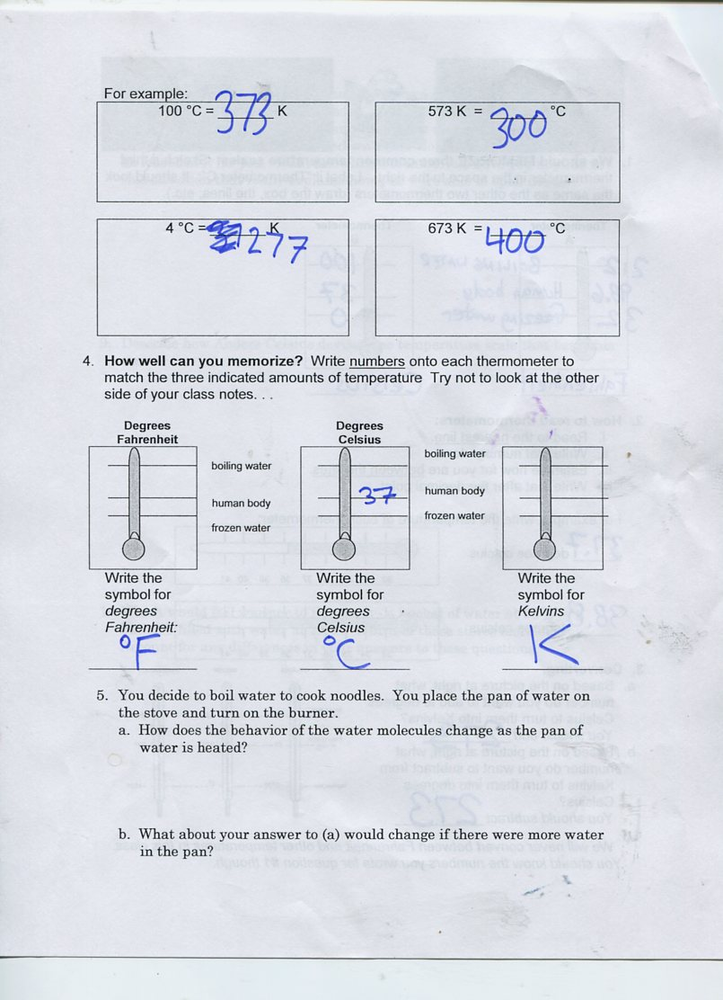 For example:
100 °C = 373 K
573 K = 300 °C
4 °C = 277 K
673 K = 400 °C
4. How well can you memorize? Write numbers onto each thermometer to
match the three indicated amounts of temperature Try not to look at the other
side of your class notes. . .
Degrees
Fahrenheit
boiling water
human body
frozen water
Degrees
Celsius
37
boiling water
human body
frozen water
Write the
symbol for
degrees
Fahrenheit:
°F
Write the
symbol for
degrees
Celsius
°C
Write the
symbol for
Kelvins
K
5. You decide to boil water to cook noodles. You place the pan of water on
the stove and turn on the burner.
a. How does the behavior of the water molecules change as the pan of
water is heated?
b. What about your answer to (a) would change if there were more water
in the pan?